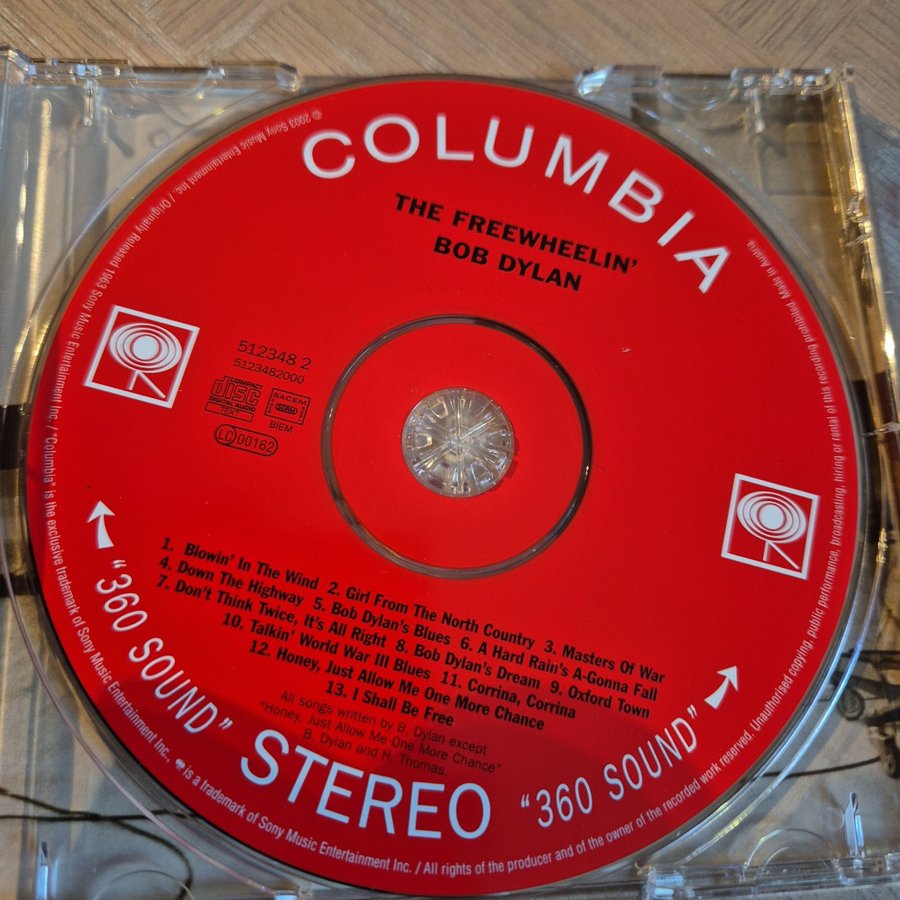 COLUMBIA
THE FREEWHEELIN'
BOB DYLAN
512348 2
5123482000
COMPACT
disc
DIGITAL AUDIO
TEXT
SACEM
BIEM
LC 00162
1. Blowin' In The Wind 2. Girl From The North Country 3. Masters Of War
4. Down The Highway 5. Bob Dylan's Blues 6. A Hard Rain's A-Gonna Fall
7. Don't Think Twice, It's All Right 8. Bob Dylan's Dream 9. Oxford Town
10. Talkin' World War III Blues 11. Corrina, Corrina
12. Honey, Just Allow Me One More Chance
13. I Shall Be Free
All songs written by B. Dylan except
"Honey, Just Allow Me One More Chance"
B. Dylan and H. Thomas.
"360 SOUND" STEREO "360 SOUND"
℗ 2003 Sony Music Entertainment Inc. / Originally Released 1963 Sony Music Entertainment Inc. / "Columbia" is the exclusive trademark of Sony Music Entertainment Inc., is a trademark of Sony Music Entertainment Inc. / All rights of the producer and of the owner of the recorded work reserved. Unauthorised copying, public performance, broadcasting, hiring or rental of this recording prohibited. Made in Austria